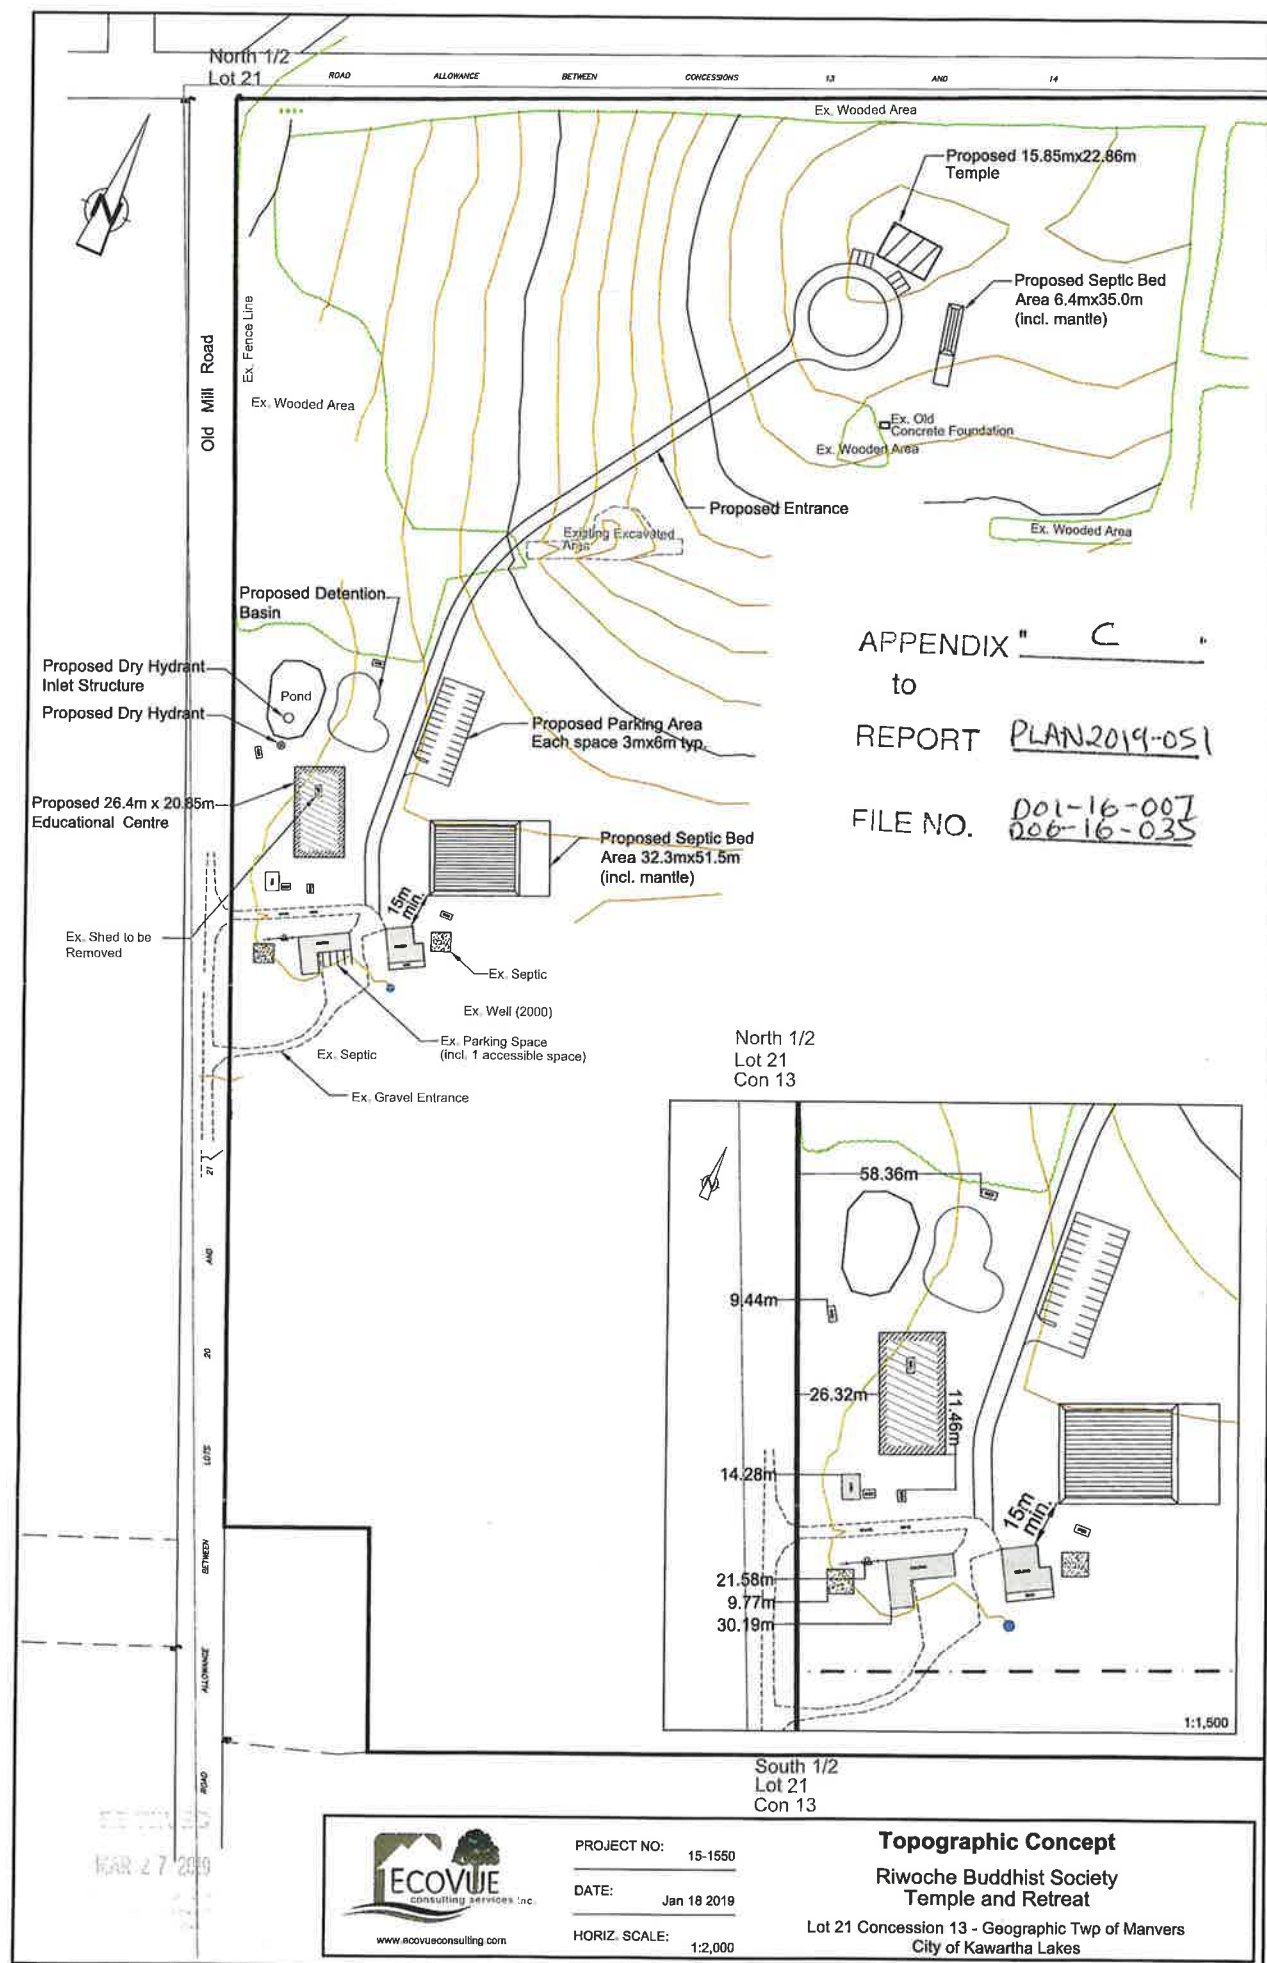 North 1/2
Lot 21
ROAD ALLOWANCE BETWEEN CONCESSIONS 13 AND 14
Ex. Wooded Area
Proposed 15.85mx22.86m
Temple
N
Proposed Septic Bed
Area 6.4mx35.0m
(incl. mantle)
Ex. Fence Line
Old Mill Road
Ex. Wooded Area
Ex. Old
Concrete Foundation
Ex. Wooded Area
Proposed Entrance
Existing Excavated
Area
Ex. Wooded Area
Proposed Detention
Basin
APPENDIX " C "
to
REPORT PLAN2019-051
FILE NO. D01-16-007
D06-16-035
Proposed Dry Hydrant
Inlet Structure
Pond
Proposed Dry Hydrant
Proposed Parking Area
Each space 3mx6m typ.
Proposed 26.4m x 20.85m
Educational Centre
Proposed Septic Bed
Area 32.3mx51.5m
(incl. mantle)
15m
min.
Ex. Shed to be
Removed
Ex. Septic
Ex. Well (2000)
Ex. Parking Space
(incl. 1 accessible space)
Ex. Septic
Ex. Gravel Entrance
ROAD ALLOWANCE BETWEEN LOTS 20 AND 21
North 1/2
Lot 21
Con 13
N
58.36m
9.44m
26.32m
11.46m
14.28m
15m
min.
21.58m
9.77m
30.19m
1:1,500
South 1/2
Lot 21
Con 13
MAR 27 2019
ECOVUE
consulting services inc.
www.ecovueconsulting.com
PROJECT NO: 15-1550
DATE: Jan 18 2019
HORIZ. SCALE: 1:2,000
Topographic Concept
Riwoche Buddhist Society
Temple and Retreat
Lot 21 Concession 13 - Geographic Twp of Manvers
City of Kawartha Lakes